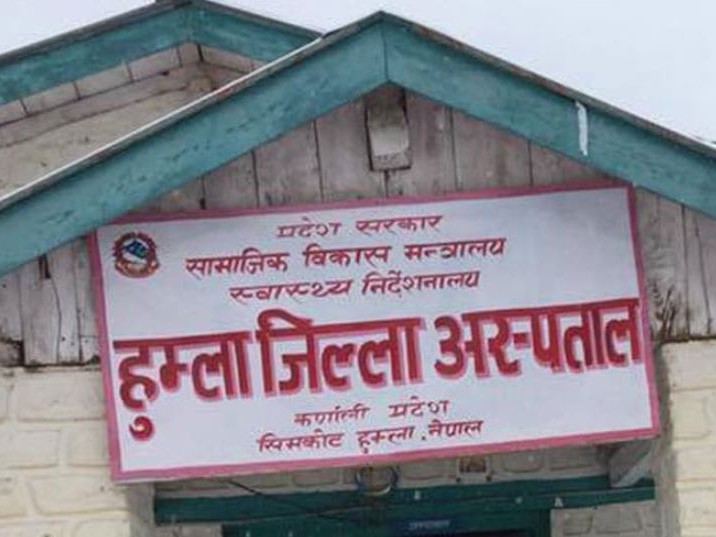 प्रदेश सरकार
सामाजिक विकास मन्त्रालय
स्वास्थ्य निर्देशनालय
हुम्ला जिल्ला अस्पताल
कर्णाली प्रदेश
सिमकोट हुम्ला, नेपाल